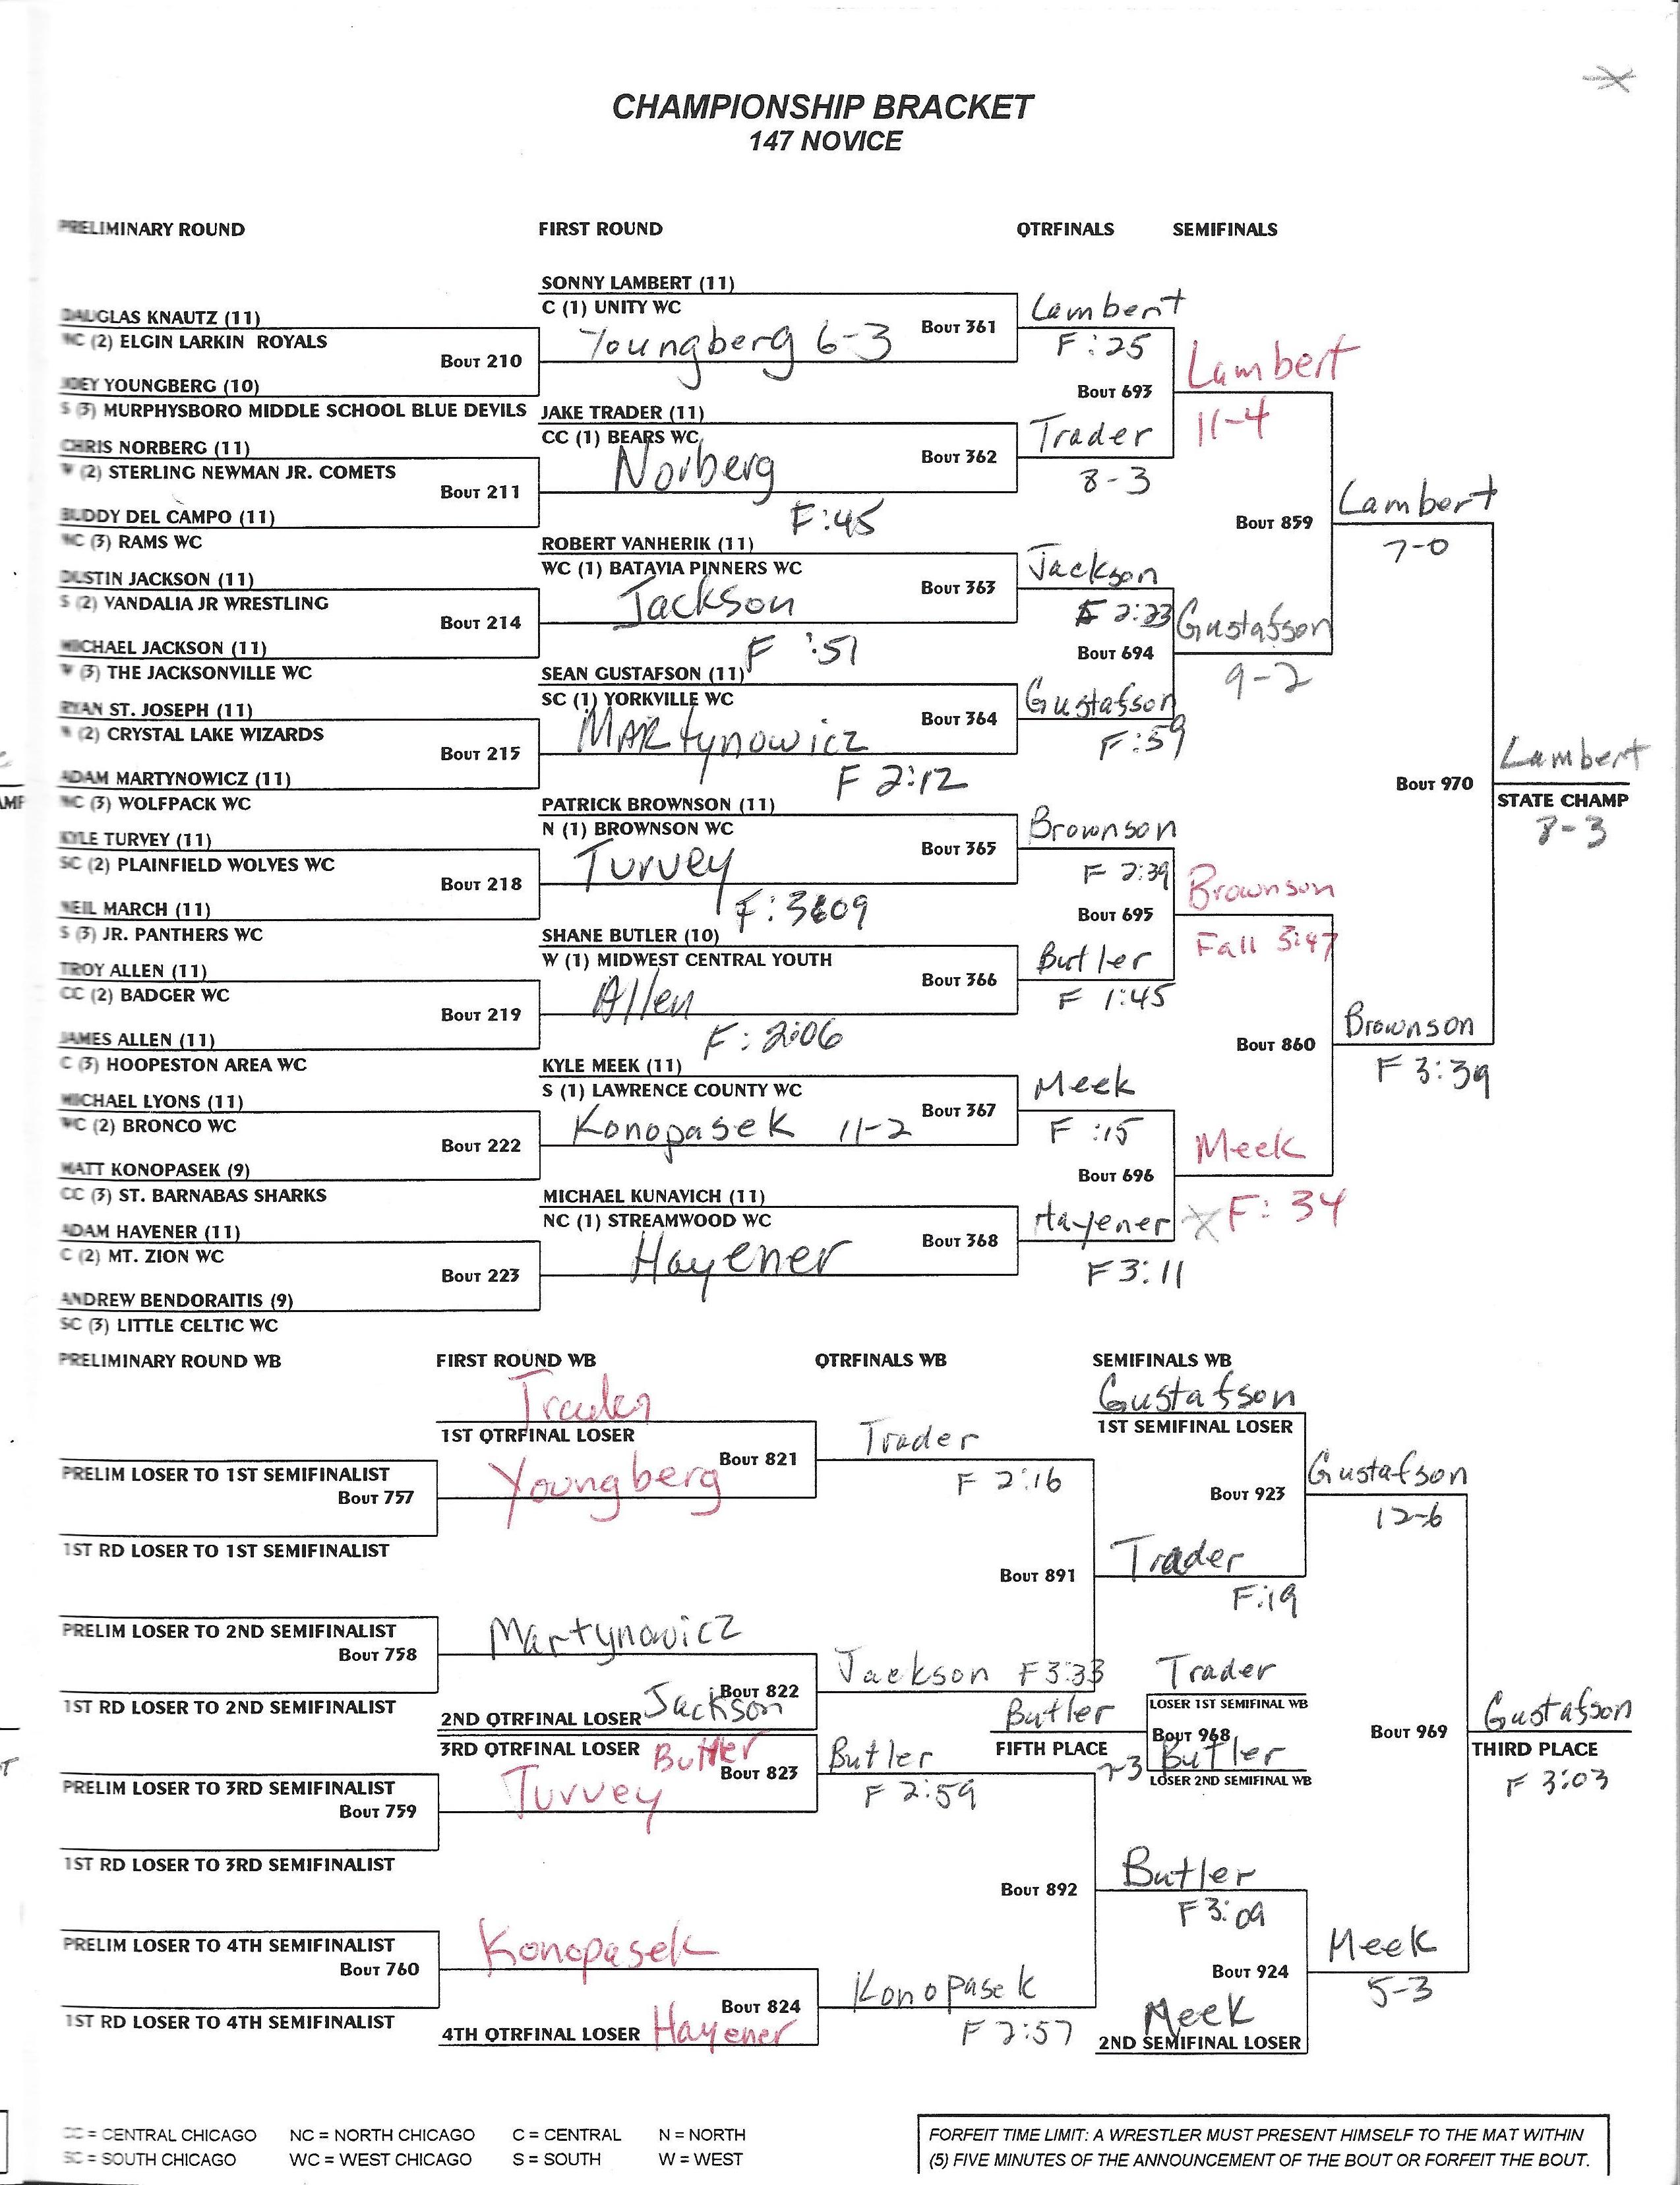 CHAMPIONSHIP BRACKET
147 NOVICE
PRELIMINARY ROUND
FIRST ROUND
QTRFINALS
SEMIFINALS
SONNY LAMBERT (11)
C (1) UNITY WC
DAUGLAS KNAUTZ (11)
NC (2) ELGIN LARKIN ROYALS
BOUT 210
Youngberg 6-3
BOUT 361
Lambert
F :25
JOEY YOUNGBERG (10)
S (3) MURPHYSBORO MIDDLE SCHOOL BLUE DEVILS
BOUT 693
Lambert
11-4
JAKE TRADER (11)
CC (1) BEARS WC
CHRIS NORBERG (11)
W (2) STERLING NEWMAN JR. COMETS
BOUT 211
Norberg
F :45
BOUT 362
Trader
8-3
BUDDY DEL CAMPO (11)
NC (3) RAMS WC
BOUT 859
Lambert
7-0
ROBERT VANHERIK (11)
WC (1) BATAVIA PINNERS WC
DUSTIN JACKSON (11)
S (2) VANDALIA JR WRESTLING
BOUT 214
Jackson
F :51
BOUT 363
Jackson
F 2:23
MICHAEL JACKSON (11)
W (3) THE JACKSONVILLE WC
BOUT 694
Gustafson
9-2
SEAN GUSTAFSON (11)
SC (1) YORKVILLE WC
RYAN ST. JOSEPH (11)
N (2) CRYSTAL LAKE WIZARDS
BOUT 215
MARtynowicz
F 2:12
BOUT 364
Gustafson
F :59
ADAM MARTYNOWICZ (11)
NC (3) WOLFPACK WC
BOUT 970
Lambert
STATE CHAMP
8-3
PATRICK BROWNSON (11)
N (1) BROWNSON WC
KYLE TURVEY (11)
SC (2) PLAINFIELD WOLVES WC
BOUT 218
Turvey
F: 3:09
BOUT 365
Brownson
F 2:39
NEIL MARCH (11)
S (3) JR. PANTHERS WC
BOUT 695
Brownson
Fall 3:47
SHANE BUTLER (10)
W (1) MIDWEST CENTRAL YOUTH
TROY ALLEN (11)
CC (2) BADGER WC
BOUT 219
Allen
F: 2:06
BOUT 366
Butler
F 1:45
JAMES ALLEN (11)
C (3) HOOPESTON AREA WC
BOUT 860
Brownson
F 3:39
KYLE MEEK (11)
S (1) LAWRENCE COUNTY WC
MICHAEL LYONS (11)
WC (2) BRONCO WC
BOUT 222
Konopasek 11-2
BOUT 367
Meek
F :15
MATT KONOPASEK (9)
CC (3) ST. BARNABAS SHARKS
BOUT 696
Meek
F: 34
MICHAEL KUNAVICH (11)
NC (1) STREAMWOOD WC
ADAM HAVENER (11)
C (2) MT. ZION WC
BOUT 223
Hayener
BOUT 368
Hayener
F 3:11
ANDREW BENDORAITIS (9)
SC (3) LITTLE CELTIC WC
PRELIMINARY ROUND WB
FIRST ROUND WB
QTRFINALS WB
SEMIFINALS WB
Trader
1ST QTRFINAL LOSER
BOUT 821
Trader
F 2:16
Gustafson
1ST SEMIFINAL LOSER
PRELIM LOSER TO 1ST SEMIFINALIST
BOUT 757
Youngberg
1ST RD LOSER TO 1ST SEMIFINALIST
BOUT 923
Gustafson
12-6
BOUT 891
Trader
F:19
PRELIM LOSER TO 2ND SEMIFINALIST
BOUT 758
Martynowicz
1ST RD LOSER TO 2ND SEMIFINALIST
BOUT 822
Jackson
2ND QTRFINAL LOSER
Jackson F 3:33
Trader
LOSER 1ST SEMIFINAL WB
Butler
FIFTH PLACE
BOUT 968
7-3
Butler
LOSER 2ND SEMIFINAL WB
BOUT 969
Gustafson
THIRD PLACE
F 3:03
3RD QTRFINAL LOSER
Butler
BOUT 823
Butler
F 2:59
PRELIM LOSER TO 3RD SEMIFINALIST
BOUT 759
Turvey
1ST RD LOSER TO 3RD SEMIFINALIST
BOUT 892
Butler
F 3:09
PRELIM LOSER TO 4TH SEMIFINALIST
BOUT 760
Konopasek
1ST RD LOSER TO 4TH SEMIFINALIST
BOUT 824
4TH QTRFINAL LOSER
Hayener
Konopasek
F 2:57
BOUT 924
Meek
5-3
Meek
2ND SEMIFINAL LOSER
CC = CENTRAL CHICAGO
NC = NORTH CHICAGO
C = CENTRAL
N = NORTH
SC = SOUTH CHICAGO
WC = WEST CHICAGO
S = SOUTH
W = WEST
FORFEIT TIME LIMIT: A WRESTLER MUST PRESENT HIMSELF TO THE MAT WITHIN
(5) FIVE MINUTES OF THE ANNOUNCEMENT OF THE BOUT OR FORFEIT THE BOUT.